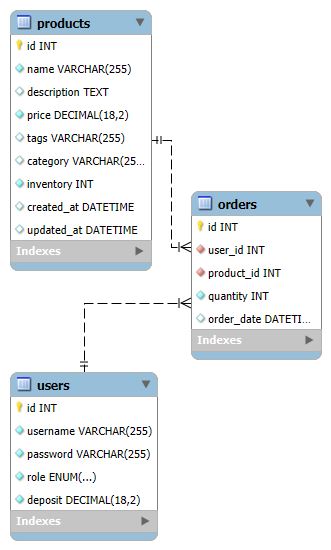 products
id INT
name VARCHAR(255)
description TEXT
price DECIMAL(18,2)
tags VARCHAR(255)
category VARCHAR(25...
inventory INT
created_at DATETIME
updated_at DATETIME
Indexes
orders
id INT
user_id INT
product_id INT
quantity INT
order_date DATETI...
Indexes
users
id INT
username VARCHAR(255)
password VARCHAR(255)
role ENUM(...)
deposit DECIMAL(18,2)
Indexes